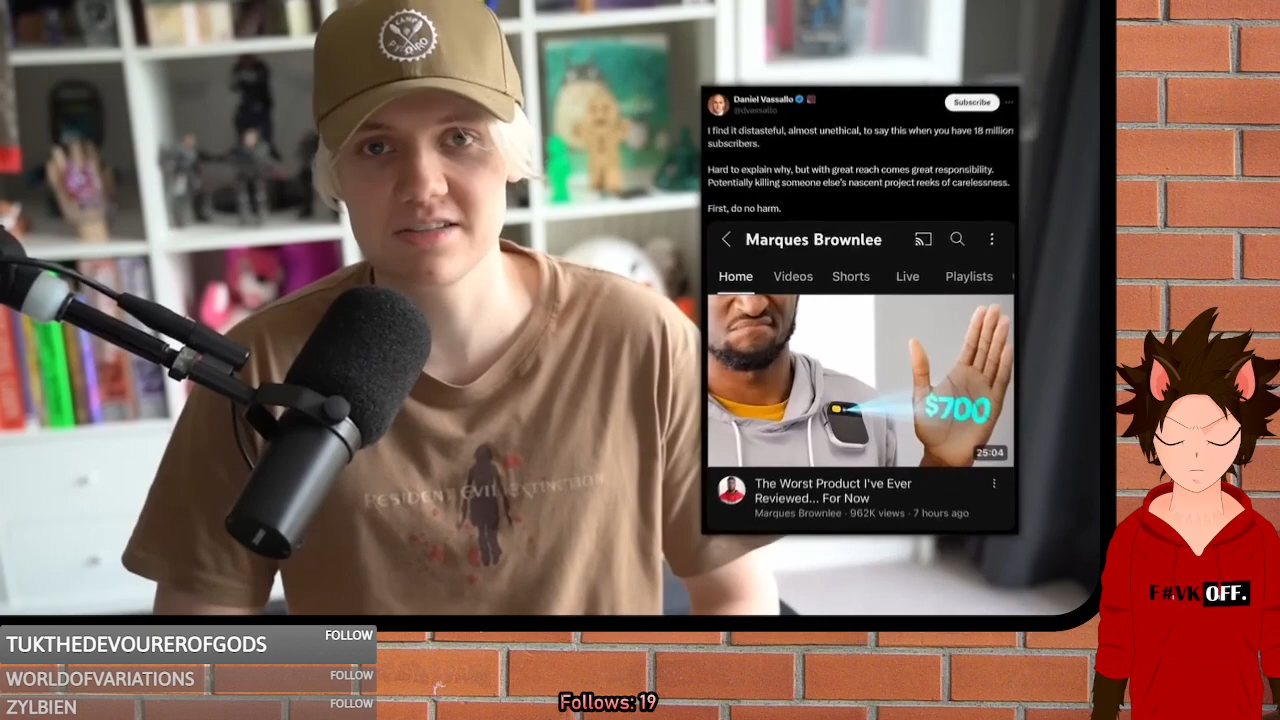 CAMP
Daniel Vassallo
@dvassallo
Subscribe
I find it distasteful, almost unethical, to say this when you have 18 million
subscribers.
Hard to explain why, but with great reach comes great responsibility.
Potentially killing someone else's nascent project reeks of carelessness.
First, do no harm.
Marques Brownlee
Home Videos Shorts Live Playlists
$700
25:04
The Worst Product I've Ever
Reviewed... For Now
Marques Brownlee · 962K views · 7 hours ago
RESIDENT EVIL EXTINCTION
F#VK OFF.
TUKTHEDEVOUREROFGODS FOLLOW
WORLDOFVARIATIONS FOLLOW
ZYLBIEN FOLLOW
Follows: 19